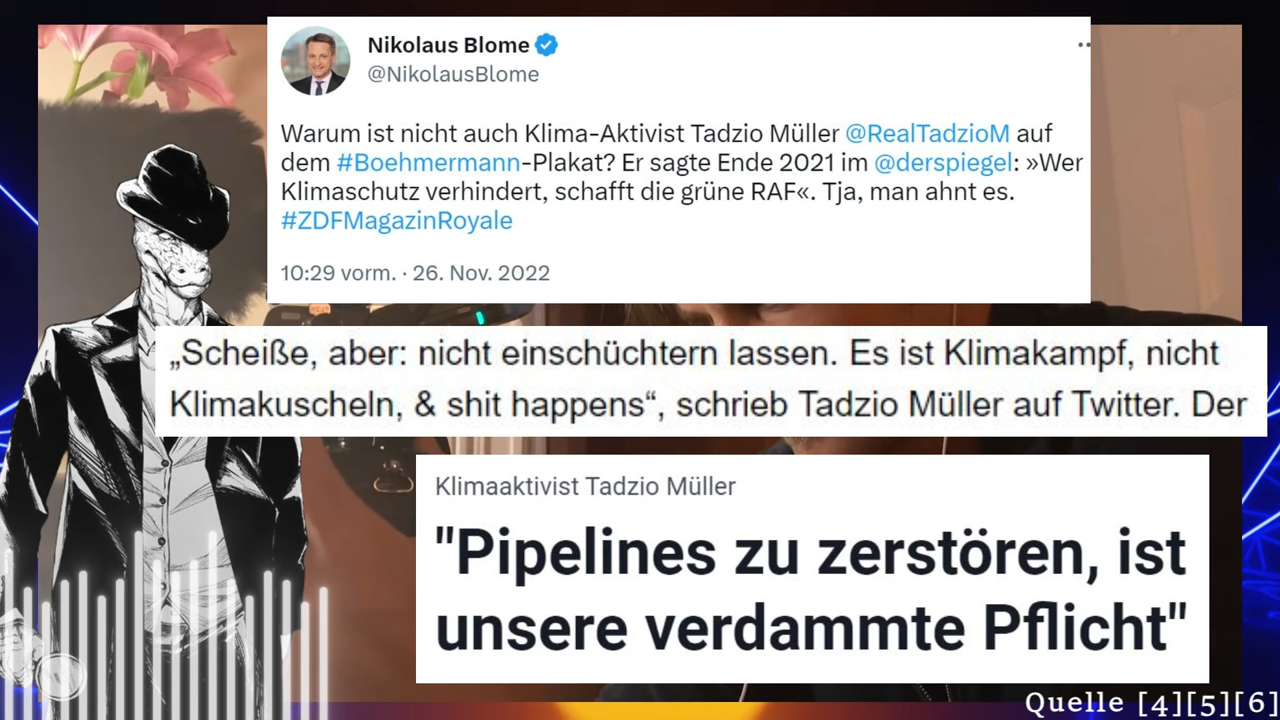 Nikolaus Blome
@NikolausBlome
Warum ist nicht auch Klima-Aktivist Tadzio Müller @RealTadzioM auf
dem #Boehmermann-Plakat? Er sagte Ende 2021 im @derspiegel: »Wer
Klimaschutz verhindert, schafft die grüne RAF«. Tja, man ahnt es.
#ZDFMagazinRoyale
10:29 vorm. · 26. Nov. 2022
„Scheiße, aber: nicht einschüchtern lassen. Es ist Klimakampf, nicht
Klimakuscheln, & shit happens“, schrieb Tadzio Müller auf Twitter. Der
Klimaaktivist Tadzio Müller
"Pipelines zu zerstören, ist
unsere verdammte Pflicht"
Quelle [4][5][6]